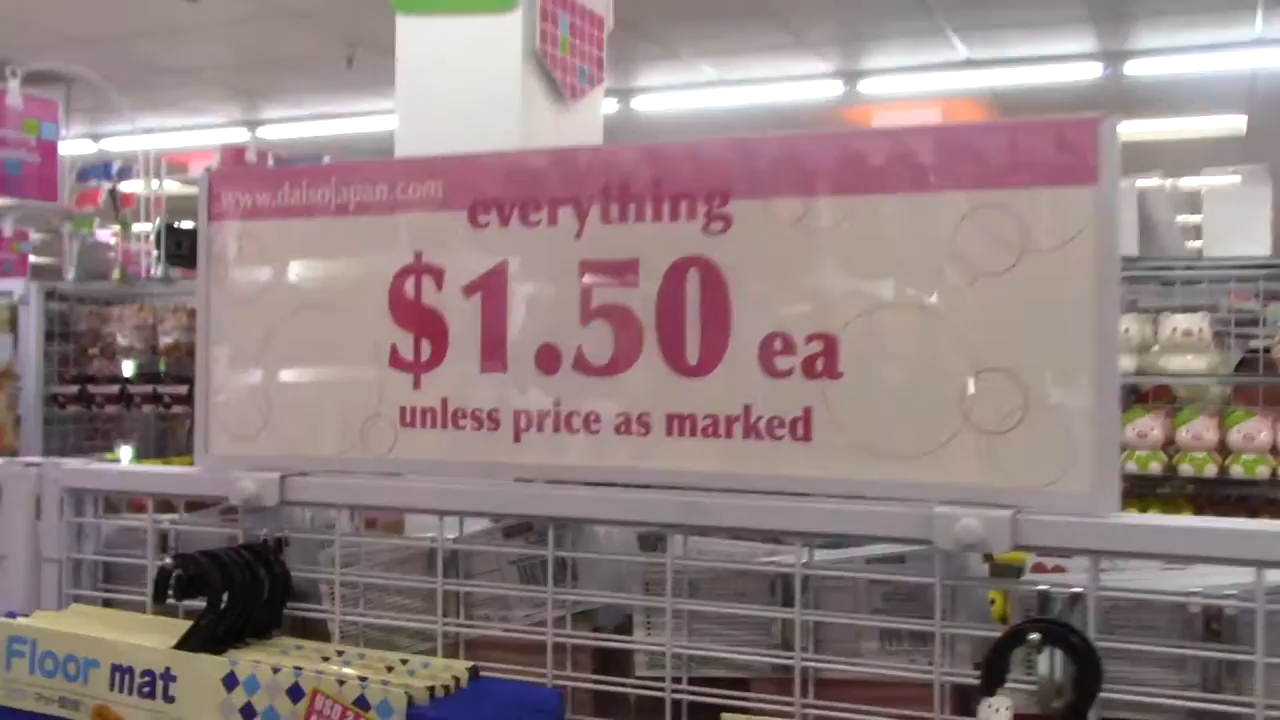 www.daisojapan.com
everything
$1.50 ea
unless price as marked
Floor mat